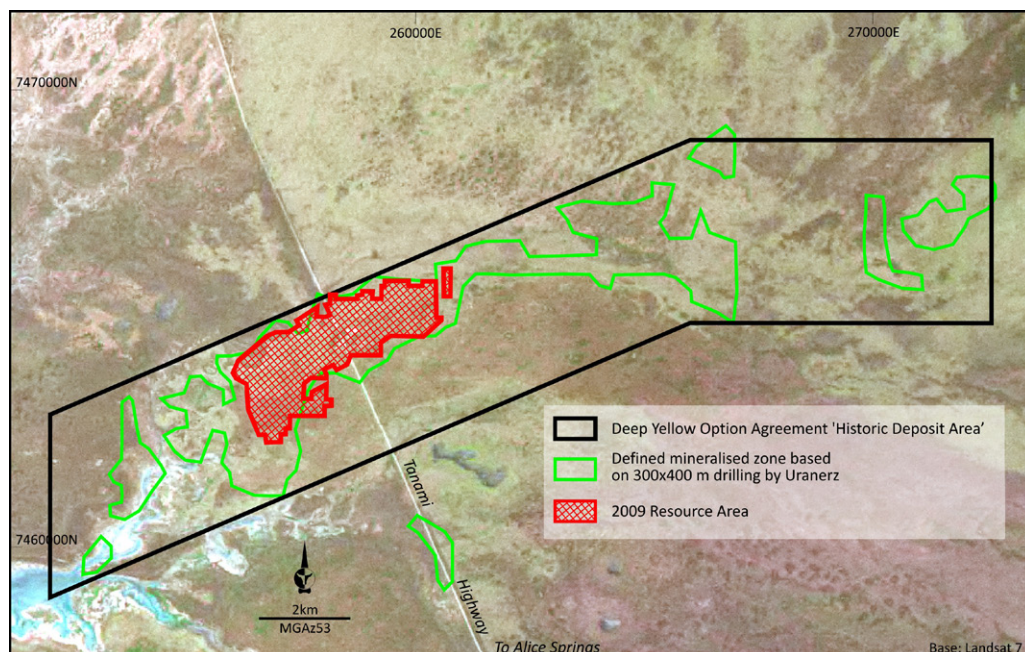 260000E
270000E
7470000N
Deep Yellow Option Agreement 'Historic Deposit Area'
Defined mineralised zone based
on 300x400 m drilling by Uranerz
2009 Resource Area
Tanami
7460000N
2km
MGAz53
Highway
To Alice Springs
Base: Landsat 7